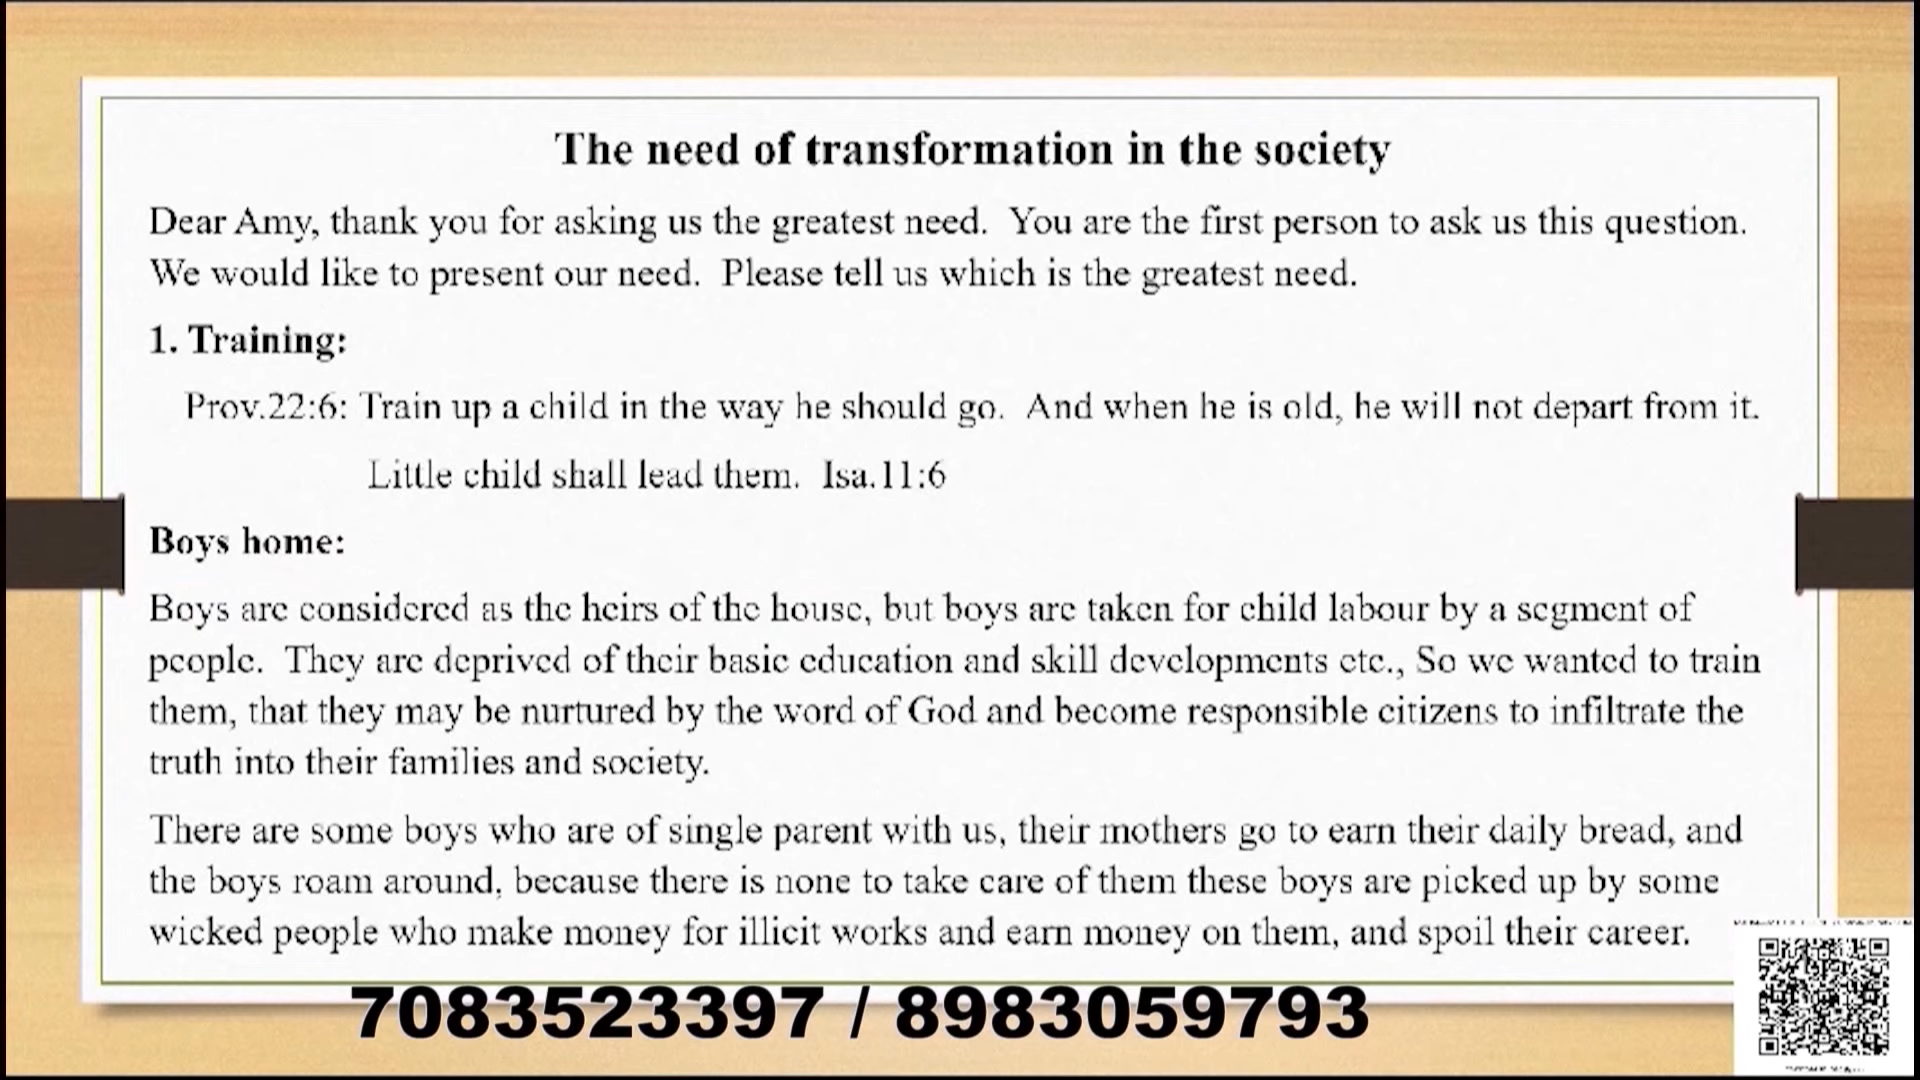 The need of transformation in the society
Dear Amy, thank you for asking us the greatest need. You are the first person to ask us this question.
We would like to present our need. Please tell us which is the greatest need.
1. Training:
Prov.22:6: Train up a child in the way he should go. And when he is old, he will not depart from it.
Little child shall lead them. Isa.11:6
Boys home:
Boys are considered as the heirs of the house, but boys are taken for child labour by a segment of
people. They are deprived of their basic education and skill developments etc., So we wanted to train
them, that they may be nurtured by the word of God and become responsible citizens to infiltrate the
truth into their families and society.
There are some boys who are of single parent with us, their mothers go to earn their daily bread, and
the boys roam around, because there is none to take care of them these boys are picked up by some
wicked people who make money for illicit works and earn money on them, and spoil their career.
7083523397 / 8983059793